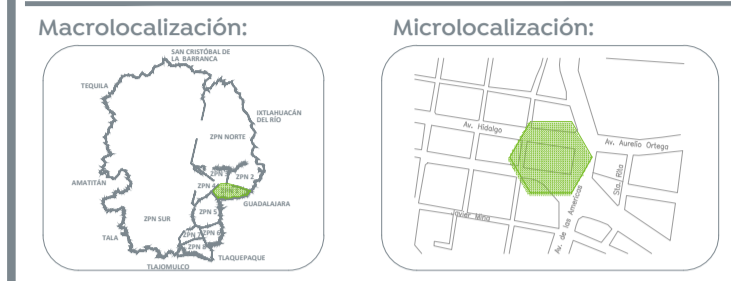 Macrolocalización:
SAN CRISTÓBAL DE
LA BARRANCA
TEQUILA
IXTLAHUACÁN
DEL RÍO
ZPN NORTE
ZPN 3
ZPN 2
AMATITÁN
ZPN 4
ZPN 1
GUADALAJARA
ZPN SUR
ZPN 5
TALA
ZPN 7
ZPN 6
ZPN 8
TLAQUEPAQUE
TLAJOMULCO
Microlocalización:
Av. Hidalgo
Av. Aurelio Ortega
Sta. Rita
Javier Mina
Av. de las Americas